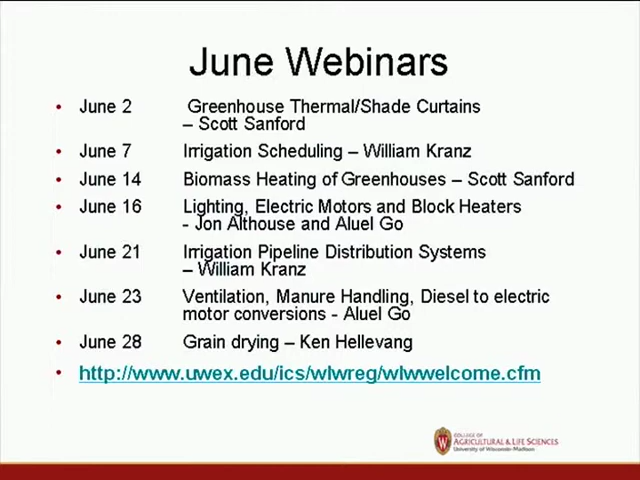 June Webinars
• June 2 Greenhouse Thermal/Shade Curtains
– Scott Sanford
• June 7 Irrigation Scheduling – William Kranz
• June 14 Biomass Heating of Greenhouses – Scott Sanford
• June 16 Lighting, Electric Motors and Block Heaters
- Jon Althouse and Aluel Go
• June 21 Irrigation Pipeline Distribution Systems
– William Kranz
• June 23 Ventilation, Manure Handling, Diesel to electric
motor conversions - Aluel Go
• June 28 Grain drying – Ken Hellevang
• http://www.uwex.edu/ics/wlwreg/wlwwelcome.cfm
COLLEGE OF
AGRICULTURAL & LIFE SCIENCES
University of Wisconsin-Madison